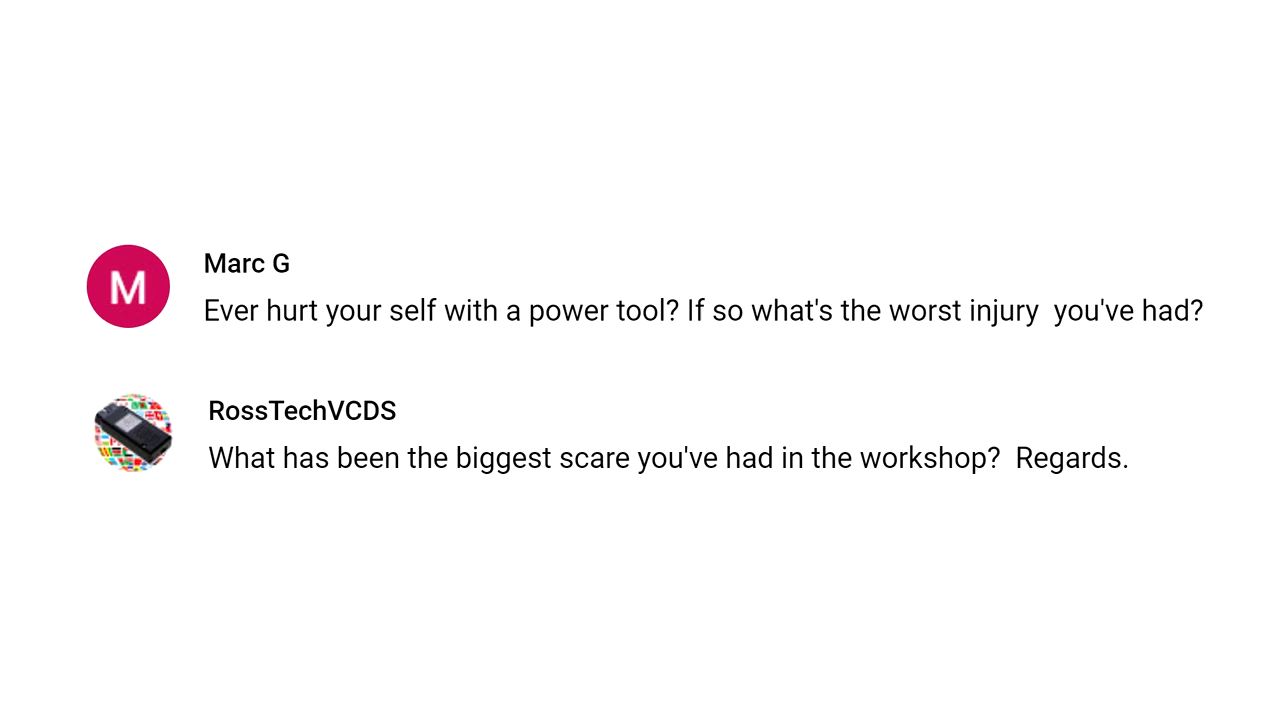 M
Marc G
Ever hurt your self with a power tool? If so what's the worst injury  you've had?
RossTechVCDS
What has been the biggest scare you've had in the workshop?  Regards.